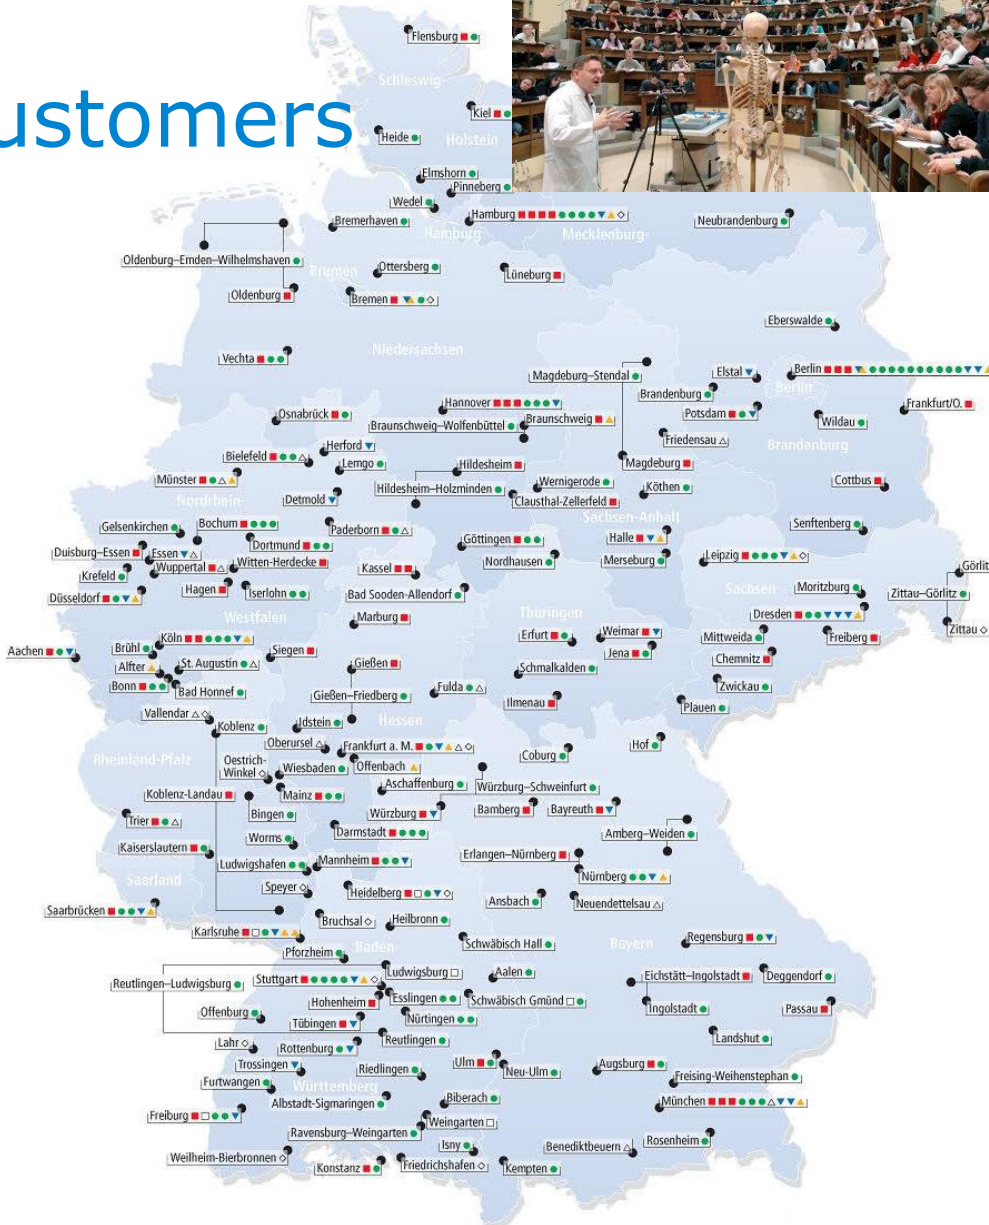 ustomers
Flensburg
Schleswig-
Kiel
Heide
Holstein
Elmshorn
Pinneberg
Wedel
Hamburg
Bremerhaven
Neubrandenburg
Hamburg
Mecklenburg-
Oldenburg–Emden–Wilhelmshaven
Bremen
Ottersberg
Lüneburg
Oldenburg
Bremen
Eberswalde
Vechta
Niedersachsen
Magdeburg–Stendal
Elstal
Berlin
Brandenburg
Berlin
Hannover
Frankfurt/O.
Osnabrück
Braunschweig
Potsdam
Braunschweig–Wolfenbüttel
Wildau
Herford
Friedensau
Brandenburg
Bielefeld
Lemgo
Hildesheim
Magdeburg
Münster
Wernigerode
Cottbus
Hildesheim–Holzminden
Köthen
Nordrhein-
Detmold
Clausthal-Zellerfeld
Sachsen-Anhalt
Gelsenkirchen
Bochum
Paderborn
Senftenberg
Göttingen
Halle
Duisburg–Essen
Essen
Dortmund
Leipzig
Wuppertal
Witten-Herdecke
Kassel
Nordhausen
Merseburg
Görlit
Krefeld
Hagen
Iserlohn
Bad Sooden-Allendorf
Sachsen
Moritzburg
Zittau–Görlitz
Düsseldorf
Westfalen
Marburg
Thüringen
Dresden
Köln
Erfurt
Weimar
Mittweida
Freiberg
Zittau
Aachen
Brühl
Siegen
Jena
Chemnitz
Alfter
St. Augustin
Gießen
Schmalkalden
Bonn
Bad Honnef
Gießen–Friedberg
Fulda
Ilmenau
Zwickau
Plauen
Vallendar
Koblenz
Idstein
Hessen
Oberursel
Frankfurt a. M.
Hof
Rheinland-Pfalz
Oestrich-
Winkel
Wiesbaden
Offenbach
Coburg
Koblenz-Landau
Mainz
Aschaffenburg
Würzburg–Schweinfurt
Bingen
Würzburg
Bamberg
Bayreuth
Trier
Darmstadt
Amberg–Weiden
Worms
Kaiserslautern
Ludwigshafen
Mannheim
Erlangen–Nürnberg
Saarland
Speyer
Heidelberg
Nürnberg
Saarbrücken
Ansbach
Neuendettelsau
Bruchsal
Heilbronn
Karlsruhe
Regensburg
Pforzheim
Baden-
Schwäbisch Hall
Bayern
Reutlingen–Ludwigsburg
Stuttgart
Ludwigsburg
Aalen
Eichstätt–Ingolstadt
Deggendorf
Hohenheim
Esslingen
Schwäbisch Gmünd
Offenburg
Nürtingen
Ingolstadt
Passau
Tübingen
Lahr
Rottenburg
Reutlingen
Landshut
Trossingen
Riedlingen
Ulm
Neu-Ulm
Augsburg
Furtwangen
Württemberg
Freising-Weihenstephan
Albstadt-Sigmaringen
Biberach
München
Freiburg
Weingarten
Ravensburg–Weingarten
Isny
Benediktbeuern
Rosenheim
Weilheim-Bierbronnen
Konstanz
Friedrichshafen
Kempten